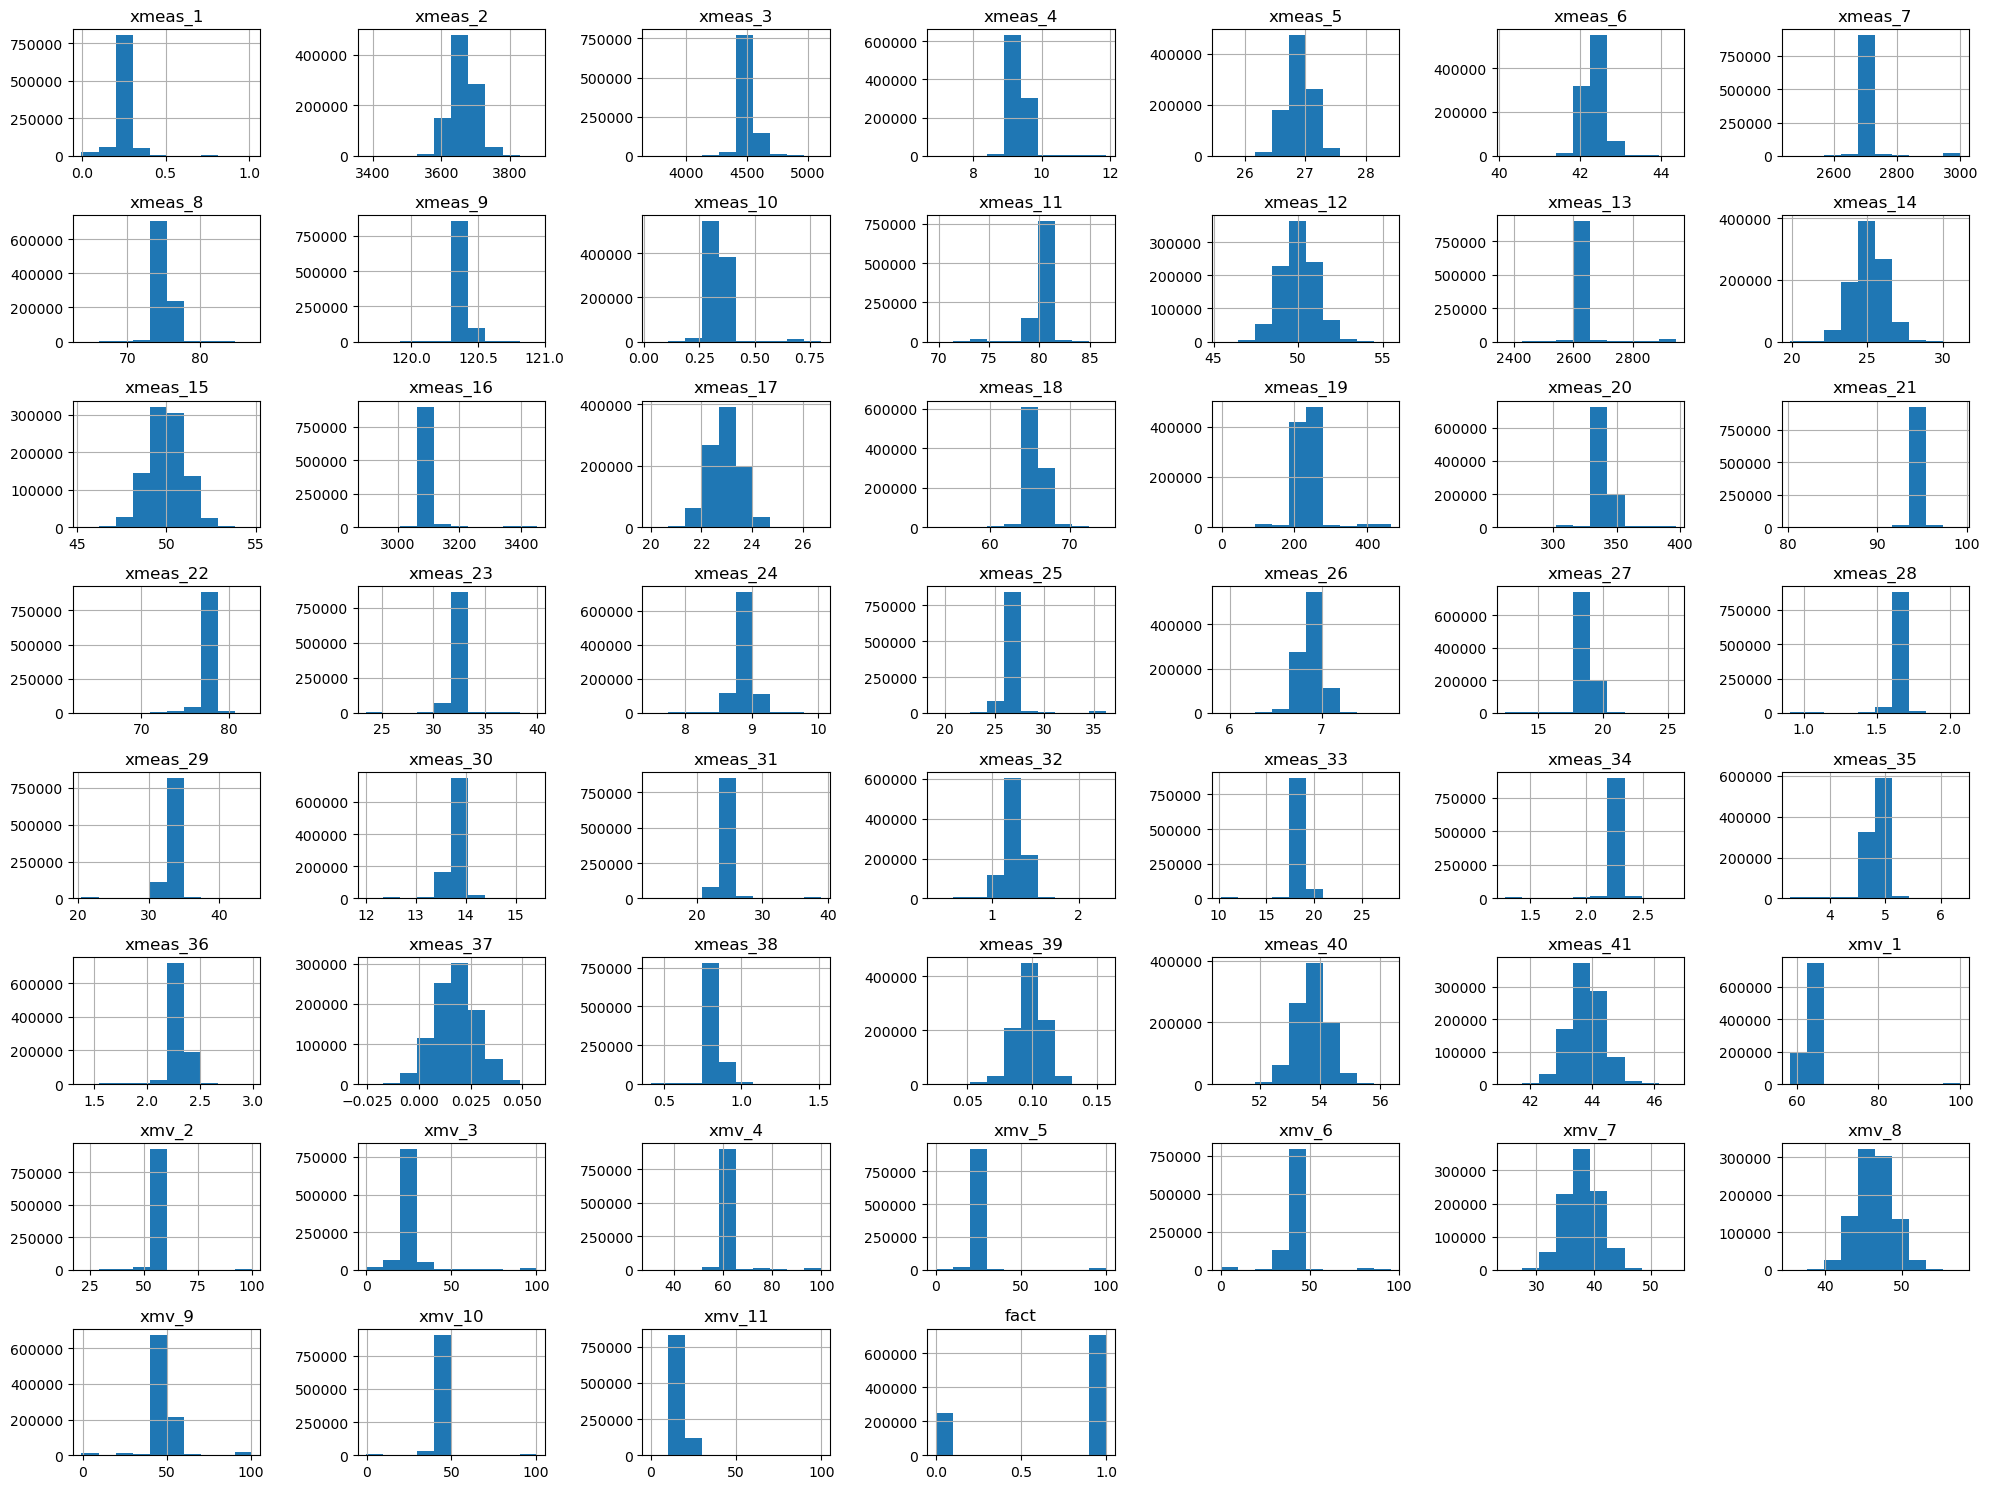 xmeas_1
750000
500000
250000
0
0.0 0.5 1.0
xmeas_2
400000
200000
0
3400 3600 3800
xmeas_3
750000
500000
250000
0
4000 4500 5000
xmeas_4
600000
400000
200000
0
8 10 12
xmeas_5
400000
200000
0
26 27 28
xmeas_6
400000
200000
0
40 42 44
xmeas_7
750000
500000
250000
0
2600 2800 3000
xmeas_8
600000
400000
200000
0
70 80
xmeas_9
750000
500000
250000
0
120.0 120.5 121.0
xmeas_10
400000
200000
0
0.00 0.25 0.50 0.75
xmeas_11
750000
500000
250000
0
70 75 80 85
xmeas_12
300000
200000
100000
0
45 50 55
xmeas_13
750000
500000
250000
0
2400 2600 2800
xmeas_14
400000
200000
0
20 25 30
xmeas_15
300000
200000
100000
0
45 50 55
xmeas_16
750000
500000
250000
0
3000 3200 3400
xmeas_17
400000
200000
0
20 22 24 26
xmeas_18
600000
400000
200000
0
60 70
xmeas_19
400000
200000
0
0 200 400
xmeas_20
600000
400000
200000
0
300 350 400
xmeas_21
750000
500000
250000
0
80 90 100
xmeas_22
750000
500000
250000
0
70 80
xmeas_23
750000
500000
250000
0
25 30 35 40
xmeas_24
600000
400000
200000
0
8 9 10
xmeas_25
750000
500000
250000
0
20 25 30 35
xmeas_26
400000
200000
0
6 7
xmeas_27
600000
400000
200000
0
15 20 25
xmeas_28
750000
500000
250000
0
1.0 1.5 2.0
xmeas_29
750000
500000
250000
0
20 30 40
xmeas_30
600000
400000
200000
0
12 13 14 15
xmeas_31
750000
500000
250000
0
20 30 40
xmeas_32
600000
400000
200000
0
1 2
xmeas_33
750000
500000
250000
0
10 15 20 25
xmeas_34
750000
500000
250000
0
1.5 2.0 2.5
xmeas_35
600000
400000
200000
0
4 5 6
xmeas_36
600000
400000
200000
0
1.5 2.0 2.5 3.0
xmeas_37
300000
200000
100000
0
−0.025 0.000 0.025 0.050
xmeas_38
750000
500000
250000
0
0.5 1.0 1.5
xmeas_39
400000
200000
0
0.05 0.10 0.15
xmeas_40
400000
200000
0
52 54 56
xmeas_41
300000
200000
100000
0
42 44 46
xmv_1
600000
400000
200000
0
60 80 100
xmv_2
750000
500000
250000
0
25 50 75 100
xmv_3
750000
500000
250000
0
0 50 100
xmv_4
750000
500000
250000
0
40 60 80 100
xmv_5
750000
500000
250000
0
0 50 100
xmv_6
750000
500000
250000
0
0 50 100
xmv_7
300000
200000
100000
0
30 40 50
xmv_8
300000
200000
100000
0
40 50
xmv_9
600000
400000
200000
0
0 50 100
xmv_10
750000
500000
250000
0
0 50 100
xmv_11
750000
500000
250000
0
0 50 100
fact
600000
400000
200000
0
0.0 0.5 1.0